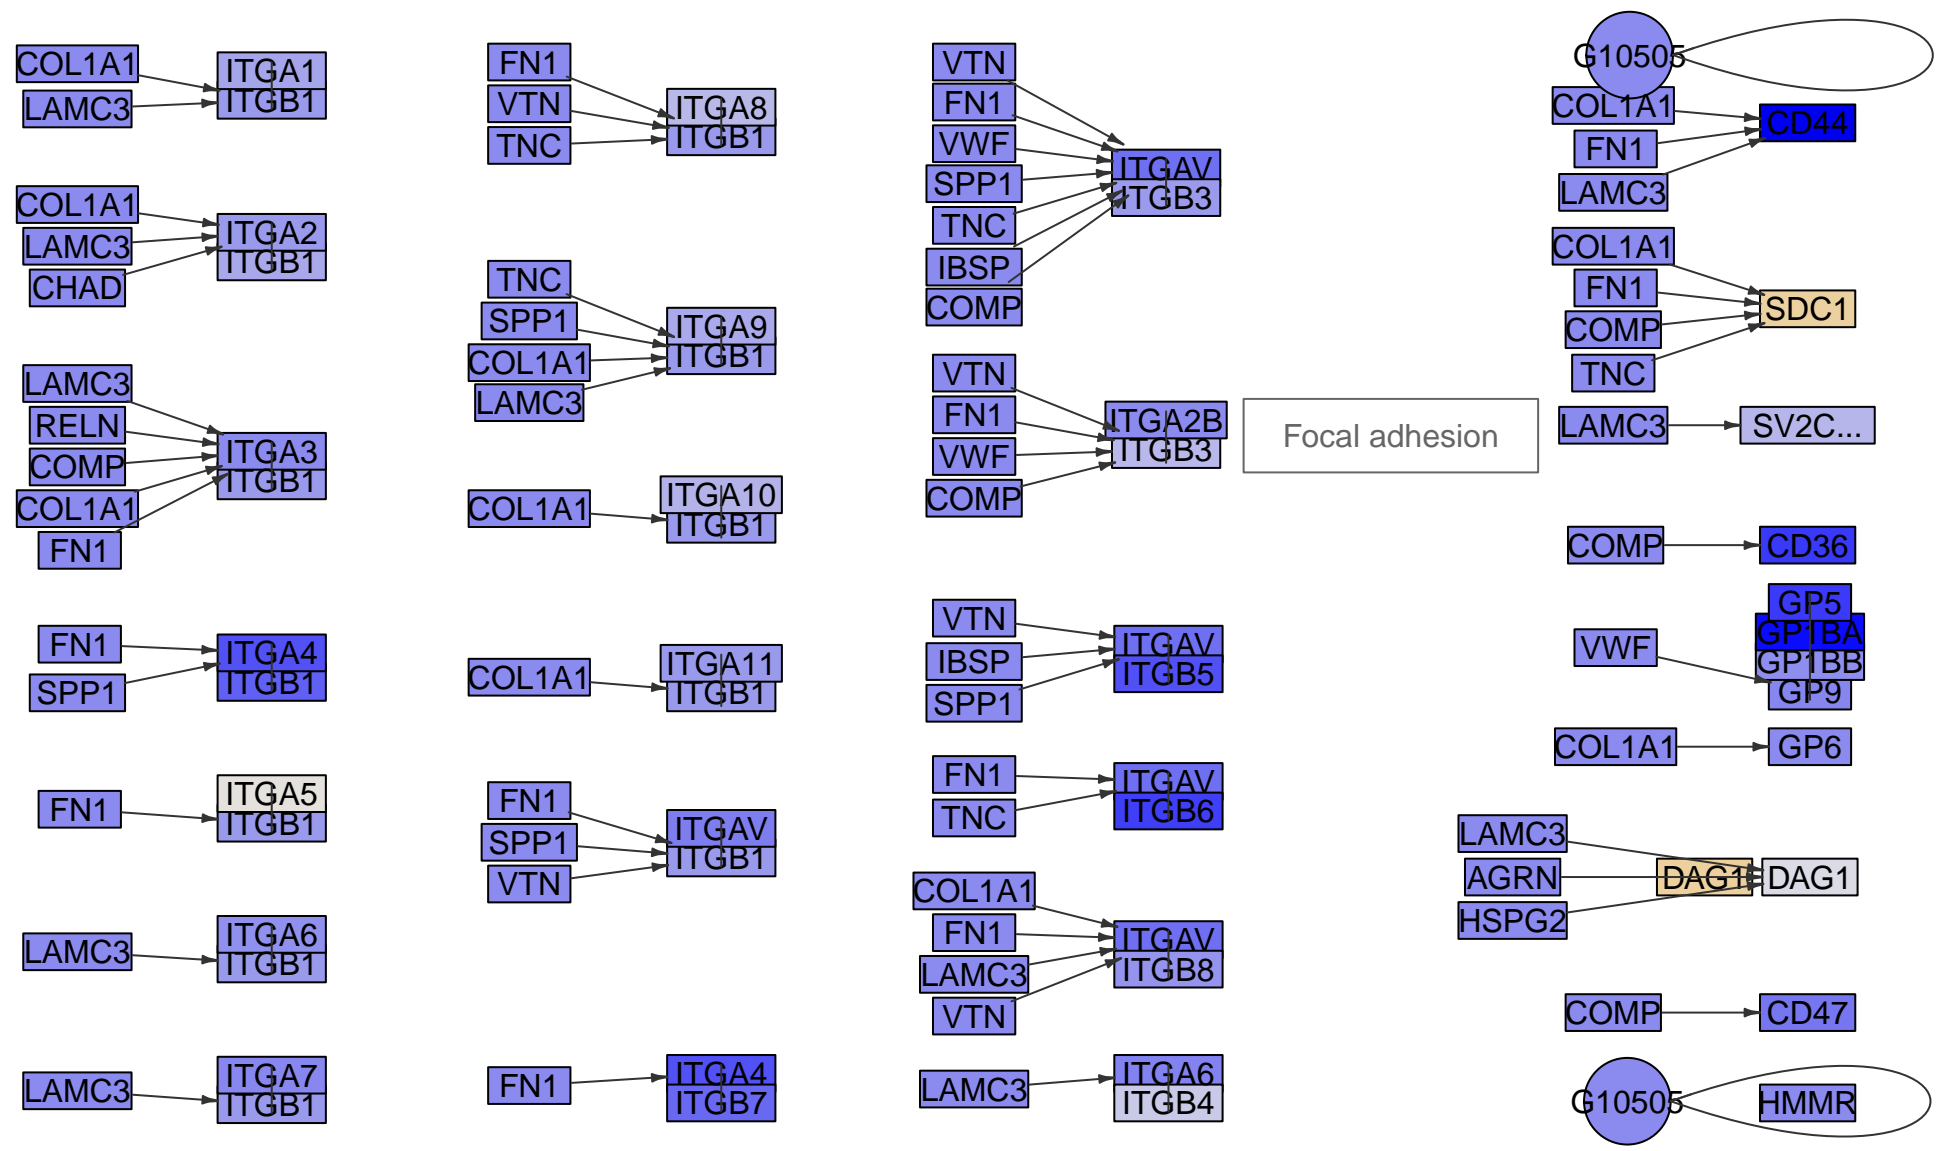 COL1A1
LAMC3
ITGA1
ITGB1
COL1A1
LAMC3
CHAD
ITGA2
ITGB1
LAMC3
RELN
COMP
COL1A1
FN1
ITGA3
ITGB1
FN1
SPP1
ITGA4
ITGB1
FN1
ITGA5
ITGB1
LAMC3
ITGA6
ITGB1
LAMC3
ITGA7
ITGB1
FN1
VTN
TNC
ITGA8
ITGB1
TNC
SPP1
COL1A1
LAMC3
ITGA9
ITGB1
COL1A1
ITGA10
ITGB1
COL1A1
ITGA11
ITGB1
FN1
SPP1
VTN
ITGAV
ITGB1
FN1
ITGA4
ITGB7
VTN
FN1
VWF
SPP1
TNC
IBSP
COMP
ITGAV
ITGB3
VTN
FN1
VWF
COMP
ITGA2B
ITGB3
Focal adhesion
VTN
IBSP
SPP1
ITGAV
ITGB5
FN1
TNC
ITGAV
ITGB6
COL1A1
FN1
LAMC3
VTN
ITGAV
ITGB8
LAMC3
ITGA6
ITGB4
G10505
COL1A1
FN1
LAMC3
CD44
COL1A1
FN1
COMP
TNC
SDC1
LAMC3
SV2C...
COMP
CD36
VWF
GP5
GP1BA
GP1BB
GP9
COL1A1
GP6
LAMC3
AGRN
HSPG2
DAG1
DAG1
COMP
CD47
G10505
HMMR